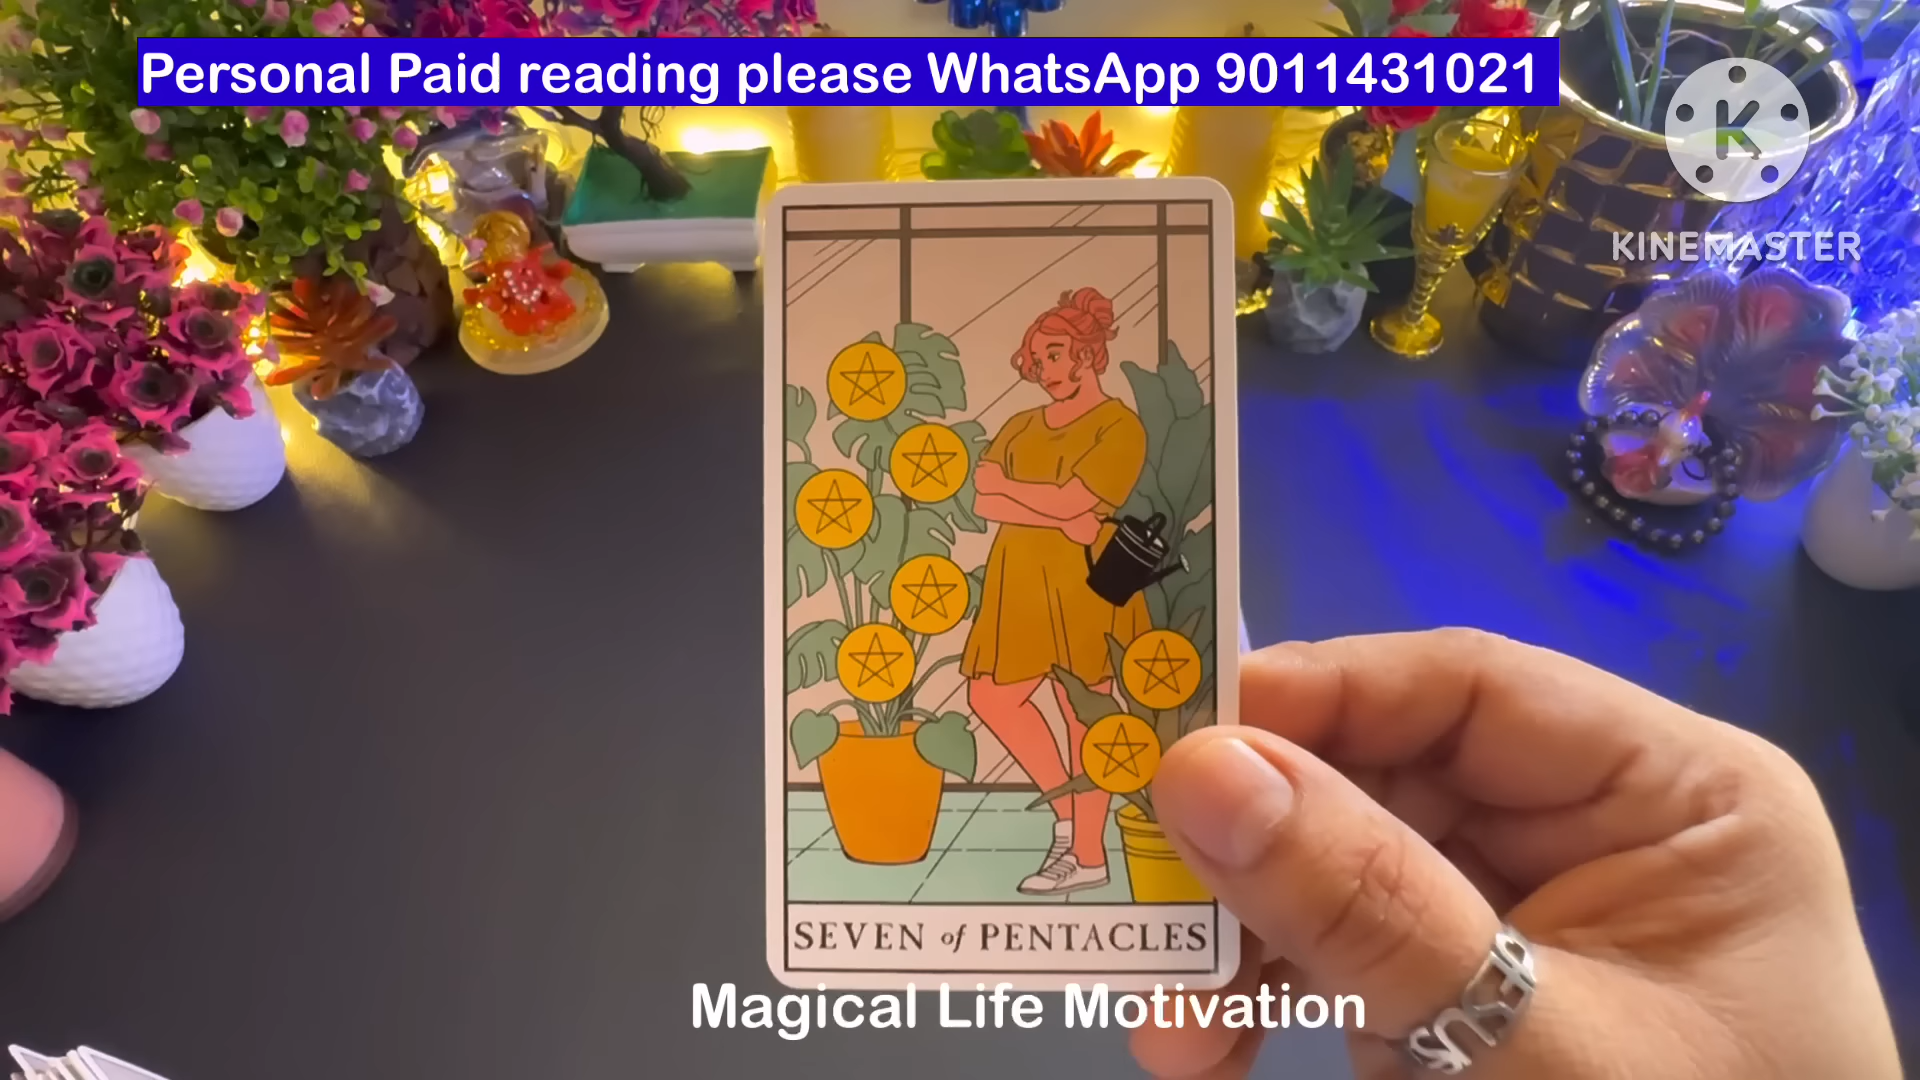 Personal Paid reading please WhatsApp 9011431021
K
KINEMASTER
SEVEN of PENTACLES
Magical Life Motivation